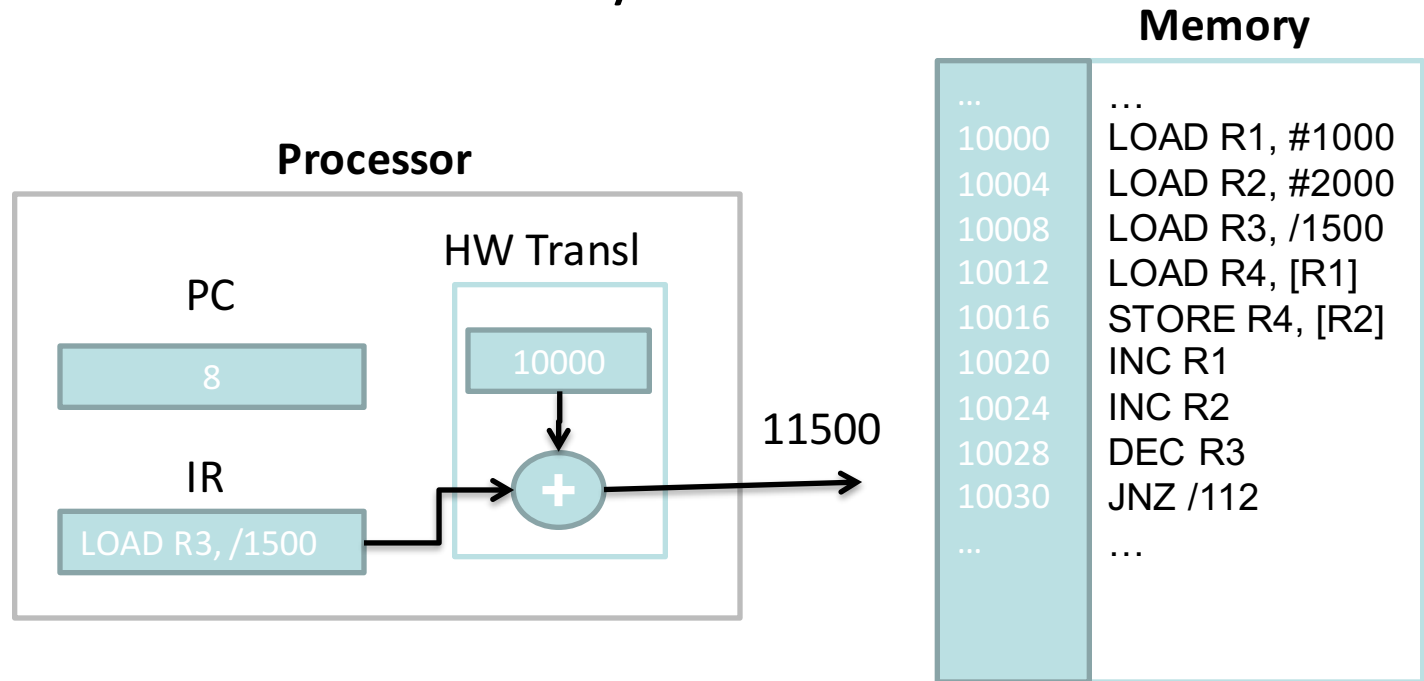 Memory
Processor
HW Transl
PC
8
10000
+
11500
IR
LOAD R3, /1500
... ...
10000 LOAD R1, #1000
10004 LOAD R2, #2000
10008 LOAD R3, /1500
10012 LOAD R4, [R1]
10016 STORE R4, [R2]
10020 INC R1
10024 INC R2
10028 DEC R3
10030 JNZ /112
... ...